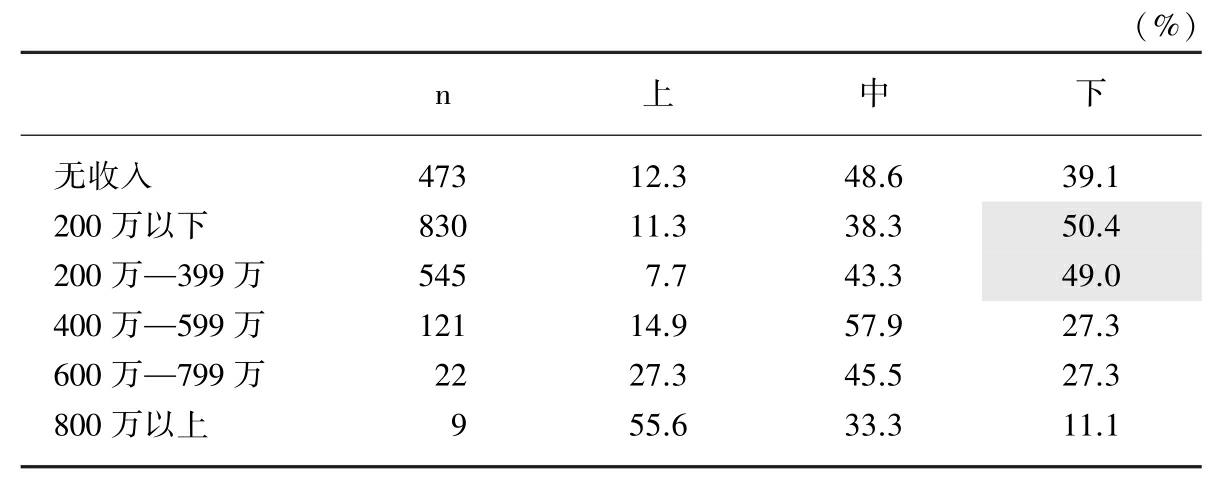 (%)
n 上 中 下
无收入 473 12.3 48.6 39.1
200 万以下 830 11.3 38.3 50.4
200 万—399 万 545 7.7 43.3 49.0
400 万—599 万 121 14.9 57.9 27.3
600 万—799 万 22 27.3 45.5 27.3
800 万以上 9 55.6 33.3 11.1